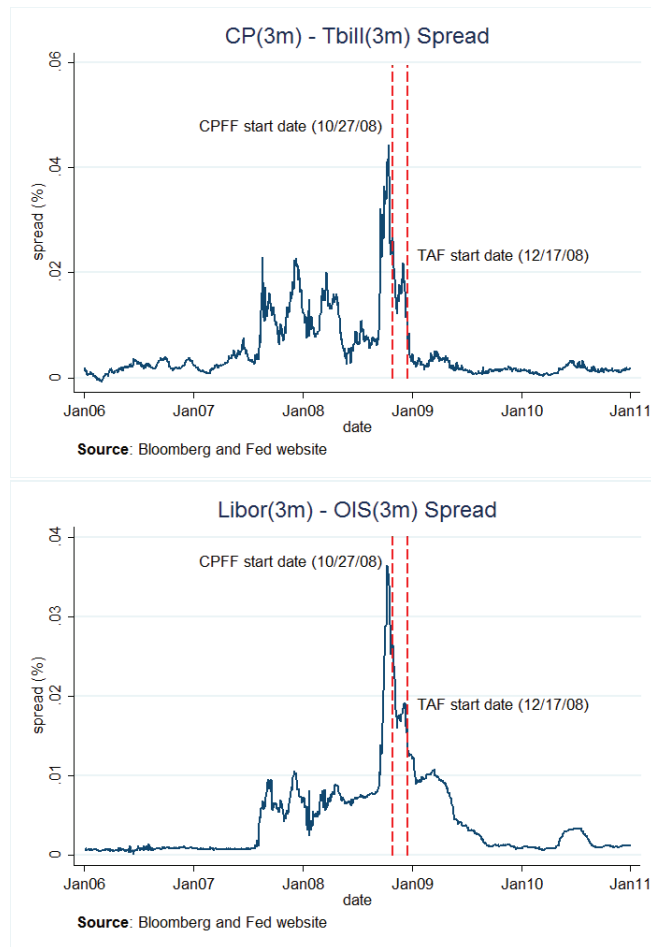 CP(3m) - Tbill(3m) Spread
.06
.04
.02
0
spread (%)
CPFF start date (10/27/08)
TAF start date (12/17/08)
Jan06 Jan07 Jan08 Jan09 Jan10 Jan11
date
Source: Bloomberg and Fed website
Libor(3m) - OIS(3m) Spread
.04
.03
.02
.01
0
spread (%)
CPFF start date (10/27/08)
TAF start date (12/17/08)
Jan06 Jan07 Jan08 Jan09 Jan10 Jan11
date
Source: Bloomberg and Fed website